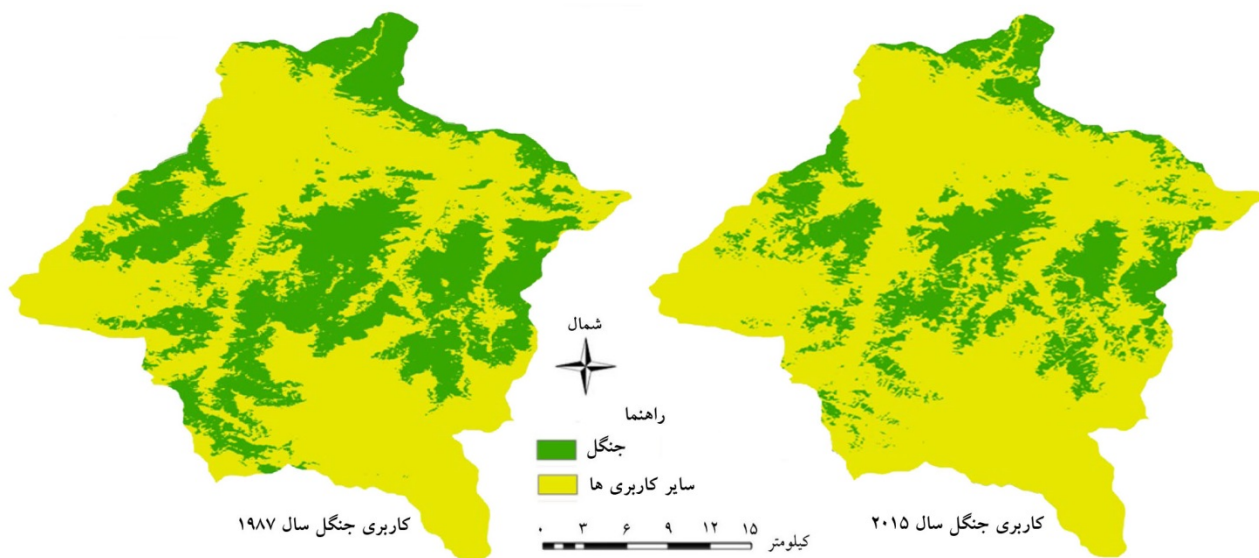 شمال
راهنما
جنگل
سایر کاربری ها
کاربری جنگل سال ۱۹۸۷
۰ ۳ ۶ ۹ ۱۲ ۱۵
کیلومتر
کاربری جنگل سال ۲۰۱۵